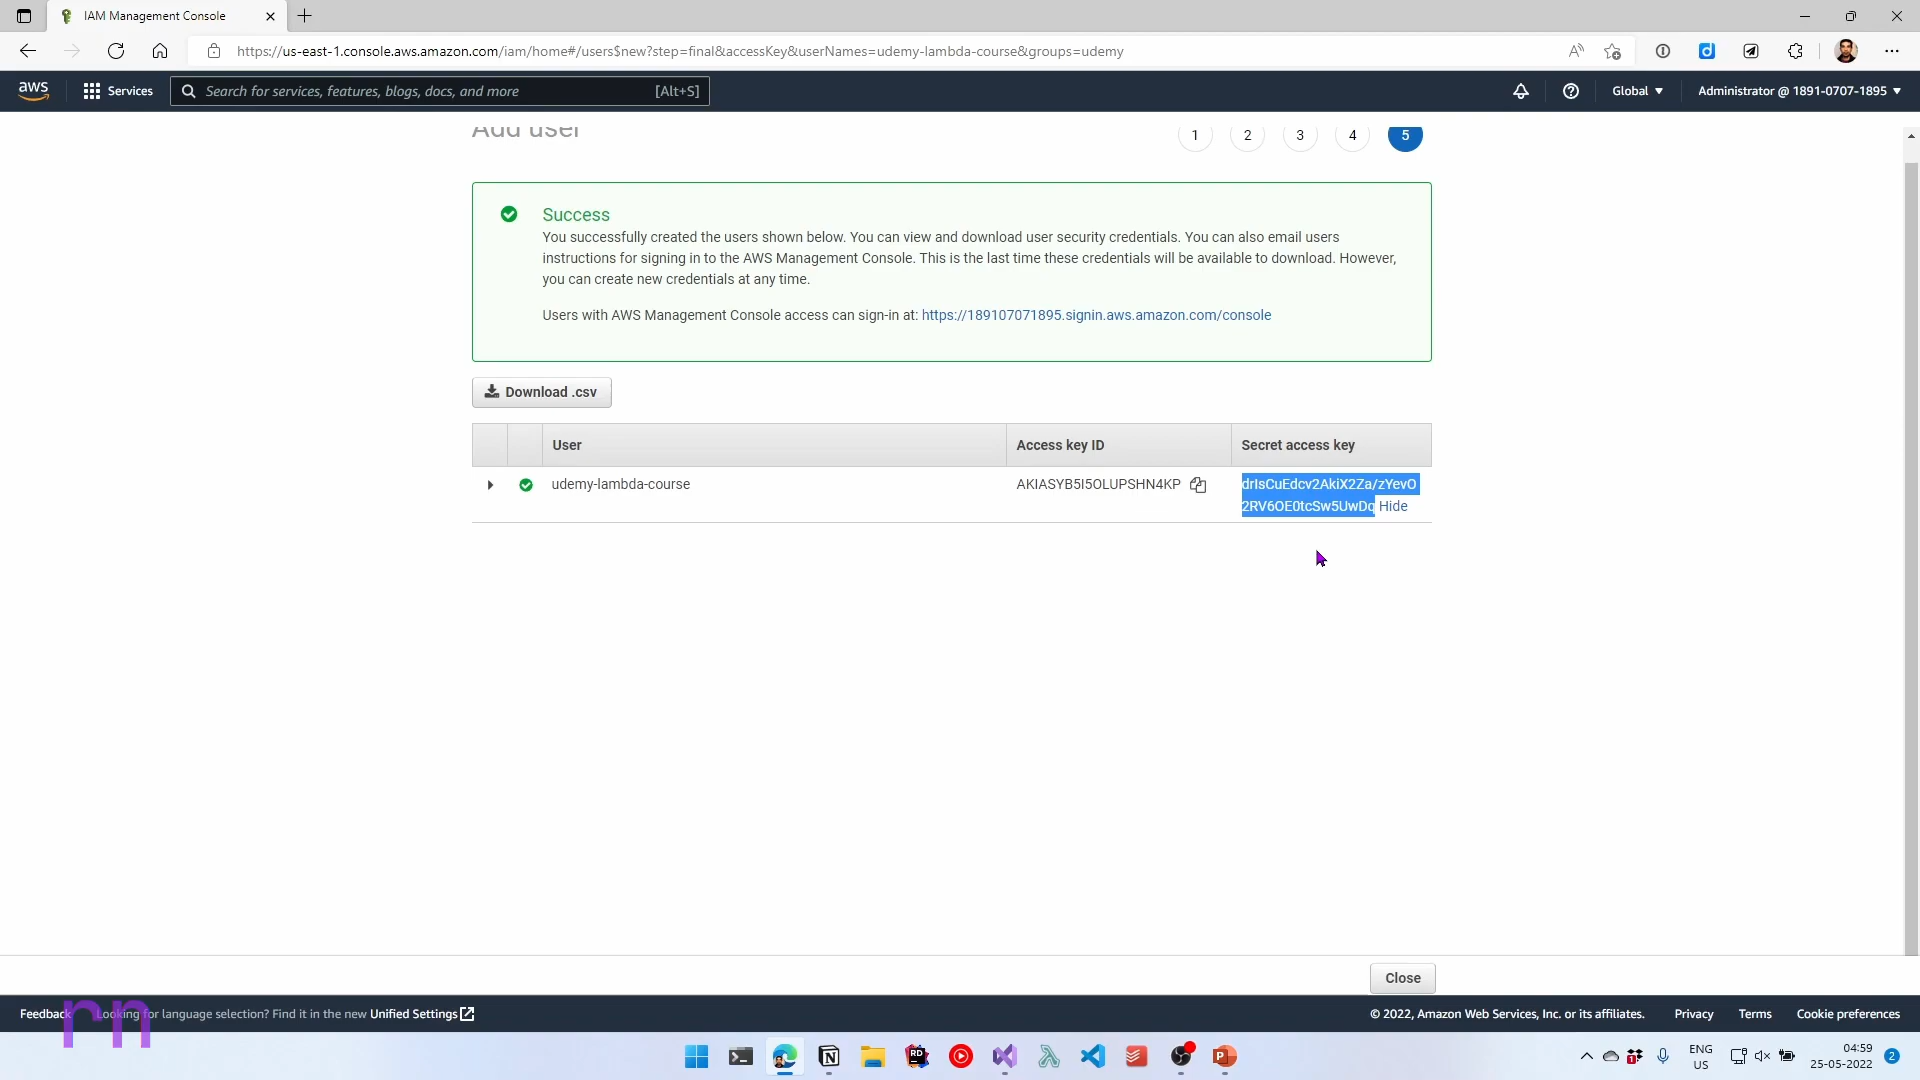 IAM Management Console
https://us-east-1.console.aws.amazon.com/iam/home#/users$new?step=final&accessKey&userNames=udemy-lambda-course&groups=udemy
aws Services Search for services, features, blogs, docs, and more [Alt+S] Global Administrator @ 1891-0707-1895
Add user 1 2 3 4 5
Success
You successfully created the users shown below. You can view and download user security credentials. You can also email users
instructions for signing in to the AWS Management Console. This is the last time these credentials will be available to download. However,
you can create new credentials at any time.
Users with AWS Management Console access can sign-in at: https://189107071895.signin.aws.amazon.com/console
Download .csv
User Access key ID Secret access key
udemy-lambda-course AKIASYB5I5OLUPSHN4KP drIsCuEdcv2AkiX2Za/zYevO
2RV6OE0tcSw5UwDq Hide
Close
Feedback Looking for language selection? Find it in the new Unified Settings © 2022, Amazon Web Services, Inc. or its affiliates. Privacy Terms Cookie preferences
rn
ENG
US
04:59
25-05-2022
2